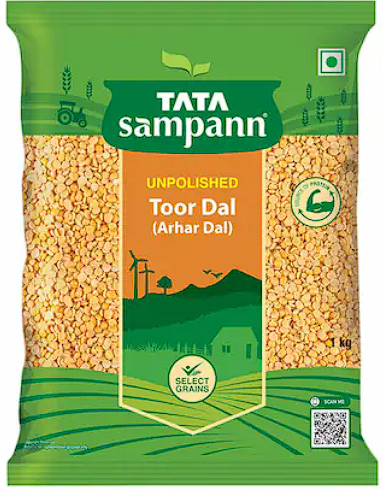 TATA
sampann
UNPOLISHED
Toor Dal
(Arhar Dal)
SOURCE OF PROTEIN
1 kg
SELECT
GRAINS
SCAN ME